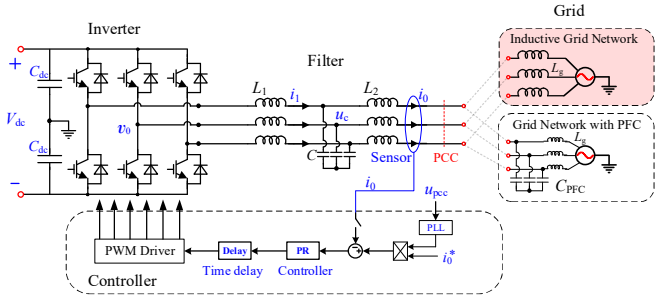 Inverter
Filter
Grid
+
C_dc
V_dc
C_dc
−
v_0
L_1
i_1
L_2
i_0
u_c
C
Sensor
PCC
Inductive Grid Network
L_g
Grid Network with PFC
L_g
C_PFC
i_0
u_pcc
PLL
i_0*
PWM Driver
Delay
PR
Time delay
Controller
Controller